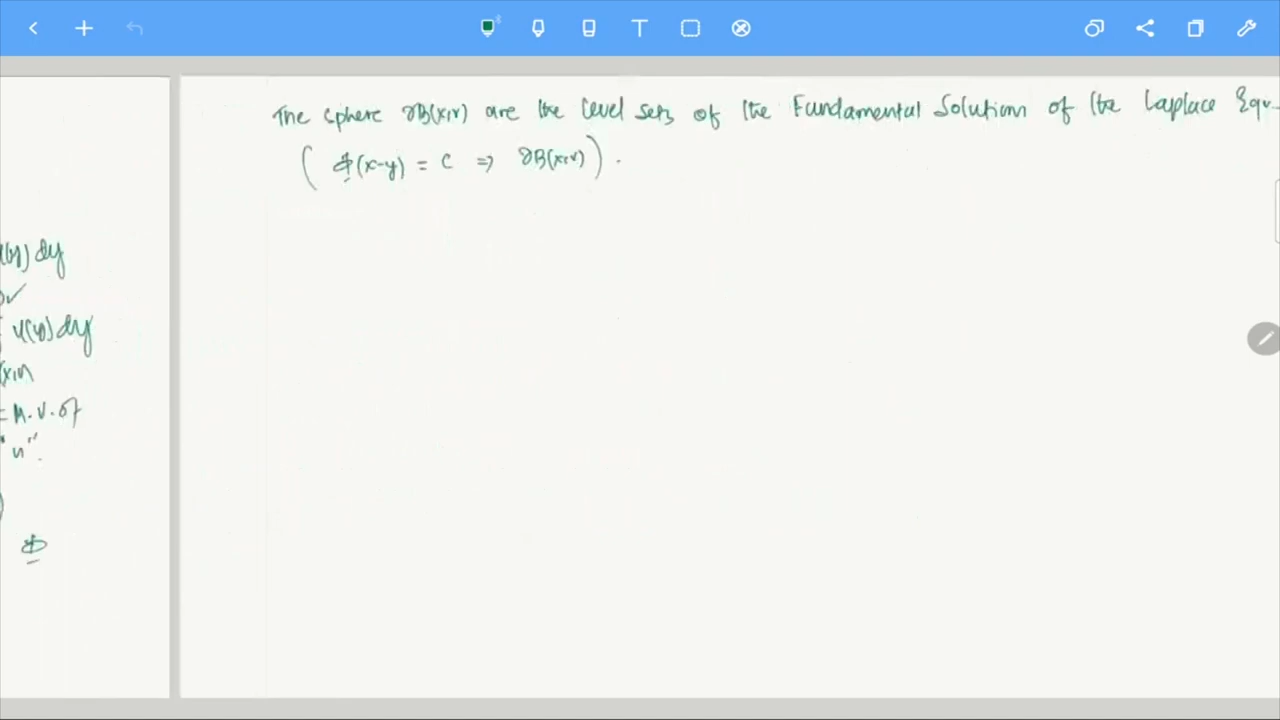 The sphere ∂B(x,r) are the level sets of the Fundamental Solution of the Laplace Equ
( Φ(x-y) = C ⇒ ∂B(x,r) ) .
u(y) dy
u(y) dy
(x,r)
= M.V. of
"u".
Φ